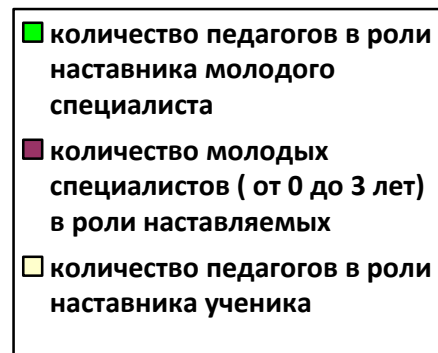 количество педагогов в роли
наставника молодого
специалиста
количество молодых
специалистов ( от 0 до 3 лет)
в роли наставляемых
количество педагогов в роли
наставника ученика